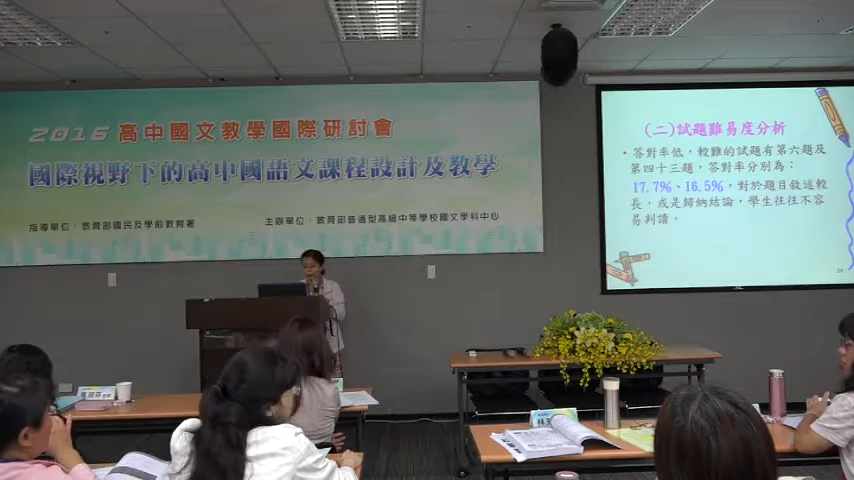 2016 高中國文教學國際研討會
國際視野下的高中國語文課程設計及教學
指導單位：教育部國民及學前教育署
主辦單位：教育部普通型高級中等學校國文學科中心
(二)試題難易度分析
• 答對率低，較難的試題有第六題及
第四十三題，答對率分別為：
17.7%、16.5%，對於題目敘述較
長，或是歸納結論，學生往往不容
易判讀。